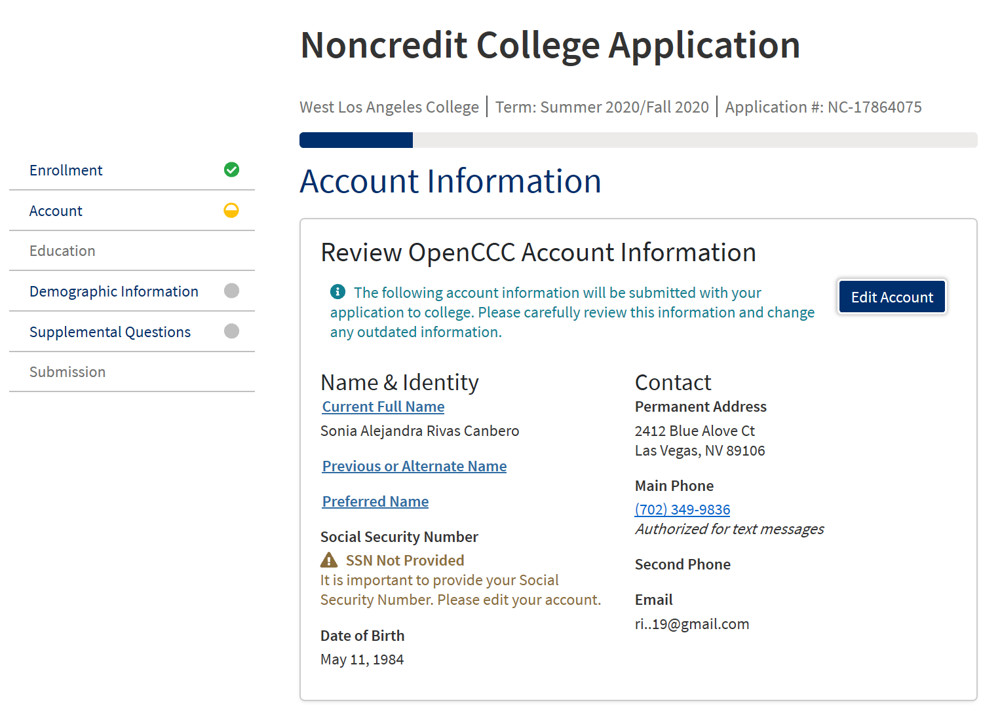 Noncredit College Application
West Los Angeles College | Term: Summer 2020/Fall 2020 | Application #: NC-17864075
Enrollment
Account
Education
Demographic Information
Supplemental Questions
Submission
Account Information
Review OpenCCC Account Information
The following account information will be submitted with your
application to college. Please carefully review this information and change
any outdated information.
Edit Account
Name & Identity
Current Full Name
Sonia Alejandra Rivas Canbero
Previous or Alternate Name
Preferred Name
Social Security Number
SSN Not Provided
It is important to provide your Social
Security Number. Please edit your account.
Date of Birth
May 11, 1984
Contact
Permanent Address
2412 Blue Alove Ct
Las Vegas, NV 89106
Main Phone
(702) 349-9836
Authorized for text messages
Second Phone
Email
ri..19@gmail.com